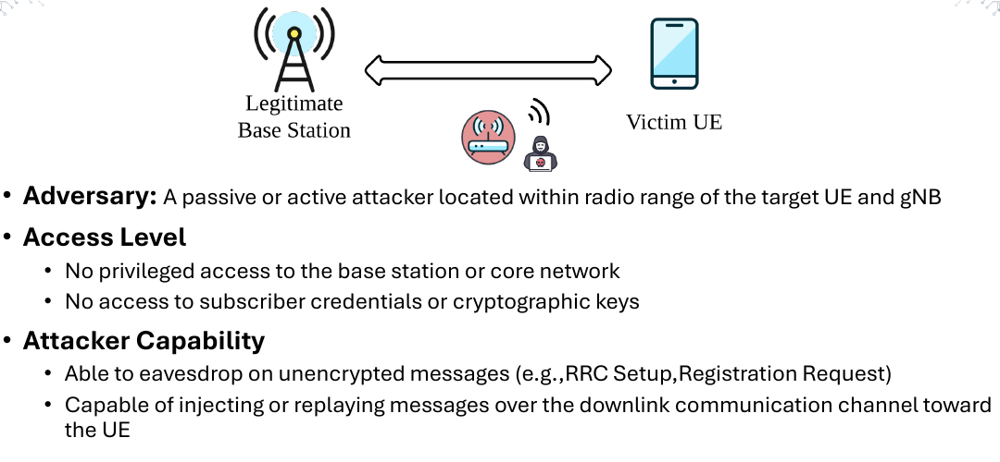 Legitimate
Base Station
Victim UE
• Adversary: A passive or active attacker located within radio range of the target UE and gNB
• Access Level
• No privileged access to the base station or core network
• No access to subscriber credentials or cryptographic keys
• Attacker Capability
• Able to eavesdrop on unencrypted messages (e.g.,RRC Setup,Registration Request)
• Capable of injecting or replaying messages over the downlink communication channel toward
the UE